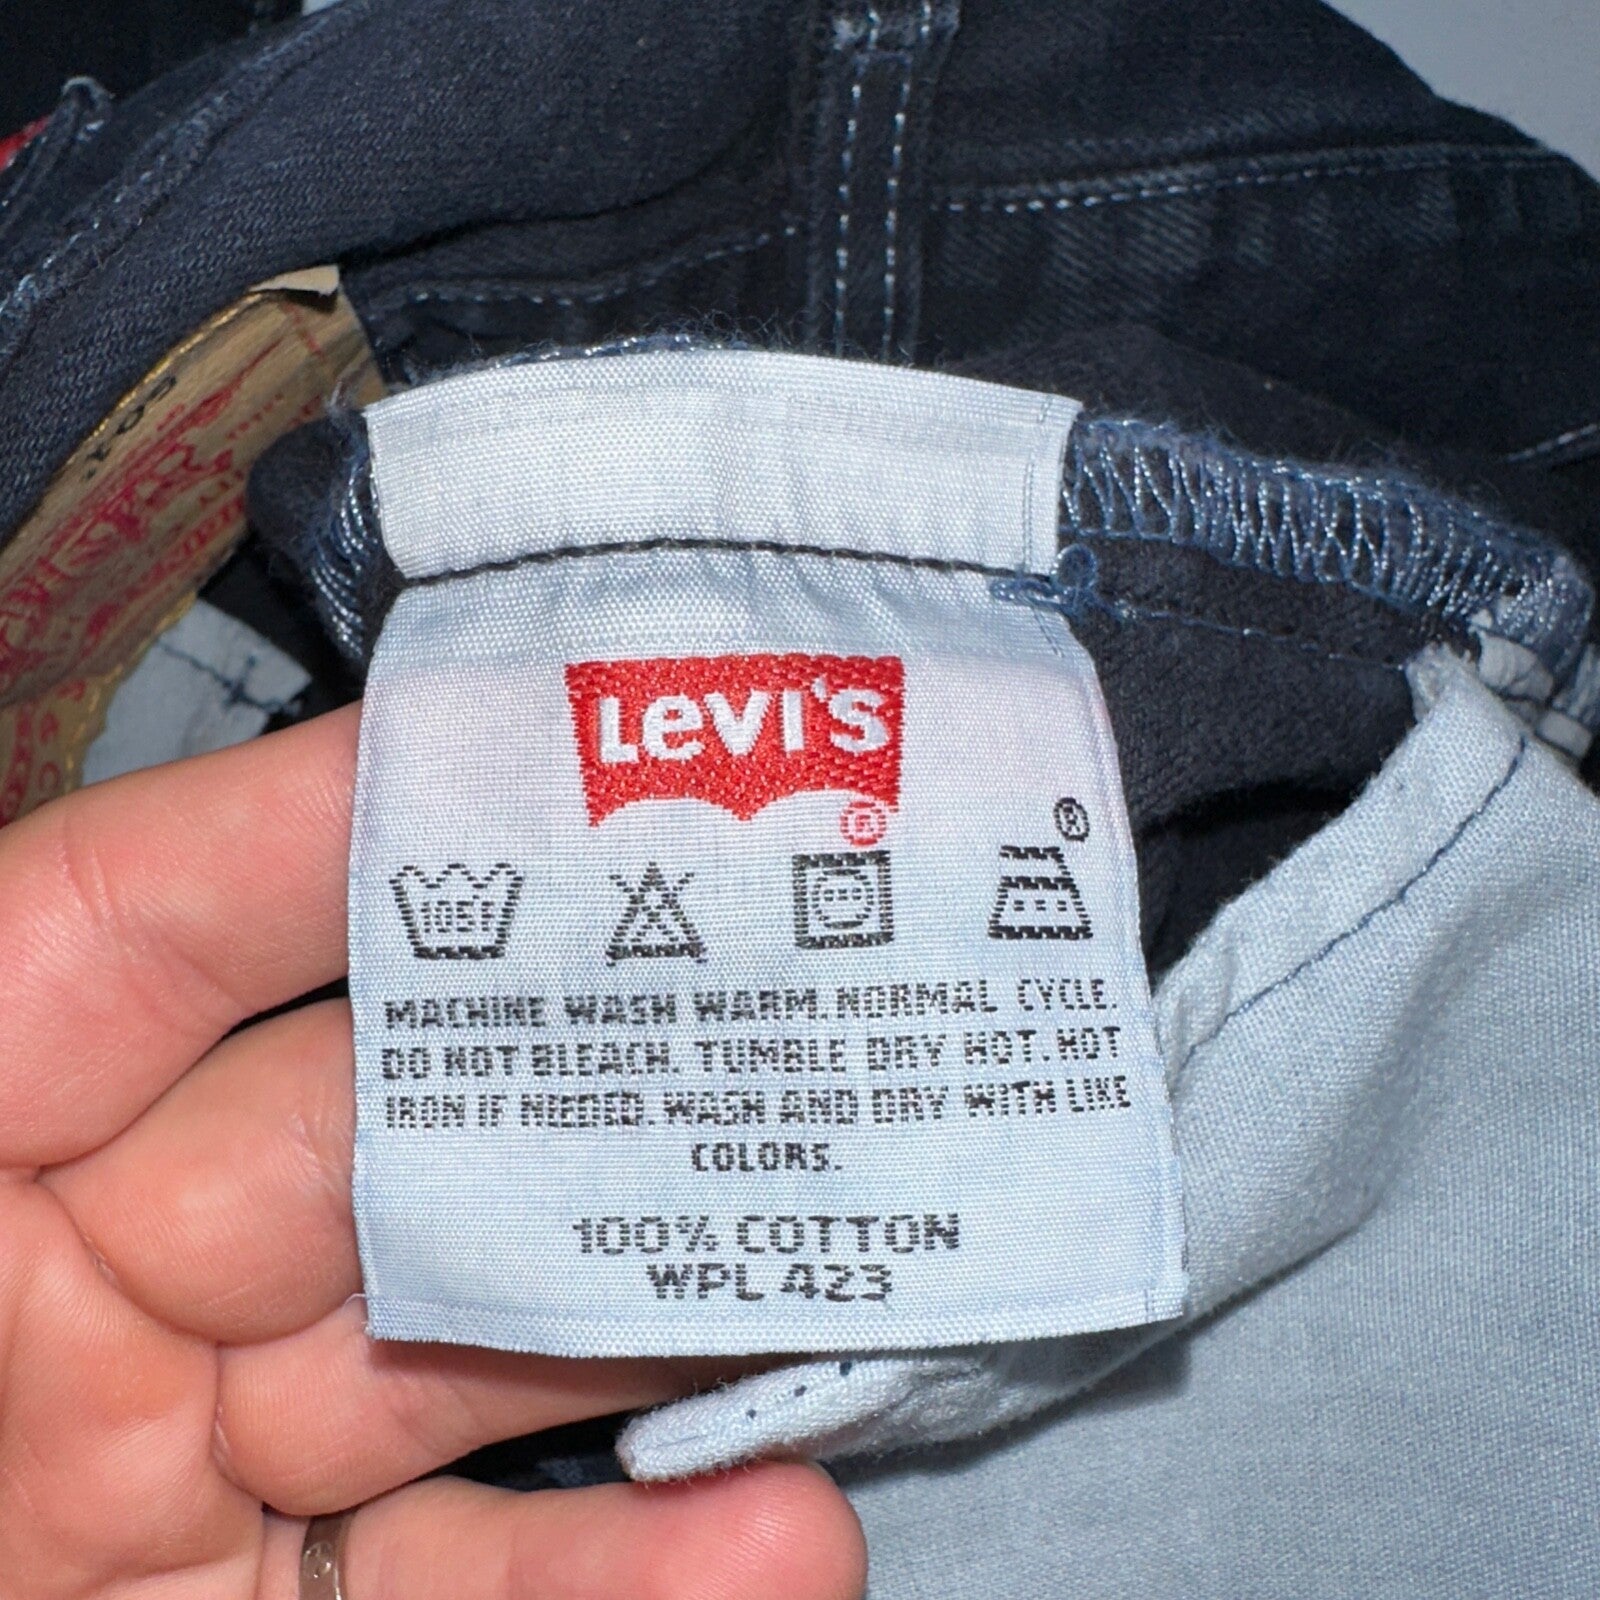 LEVI'S
®
105F
®
MACHINE WASH WARM. NORMAL CYCLE.
DO NOT BLEACH. TUMBLE DRY HOT. HOT
IRON IF NEEDED. WASH AND DRY WITH LIKE
COLORS.
100% COTTON
WPL 423